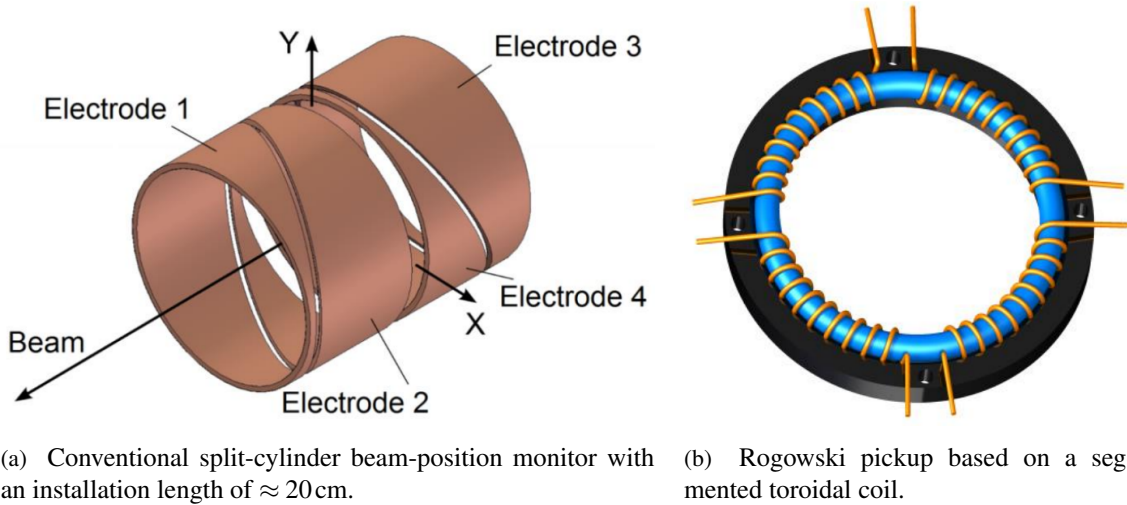 Y
Electrode 3
Electrode 1
Electrode 4
X
Beam
Electrode 2
(a) Conventional split-cylinder beam-position monitor with
an installation length of ≈ 20 cm.
(b) Rogowski pickup based on a seg
mented toroidal coil.